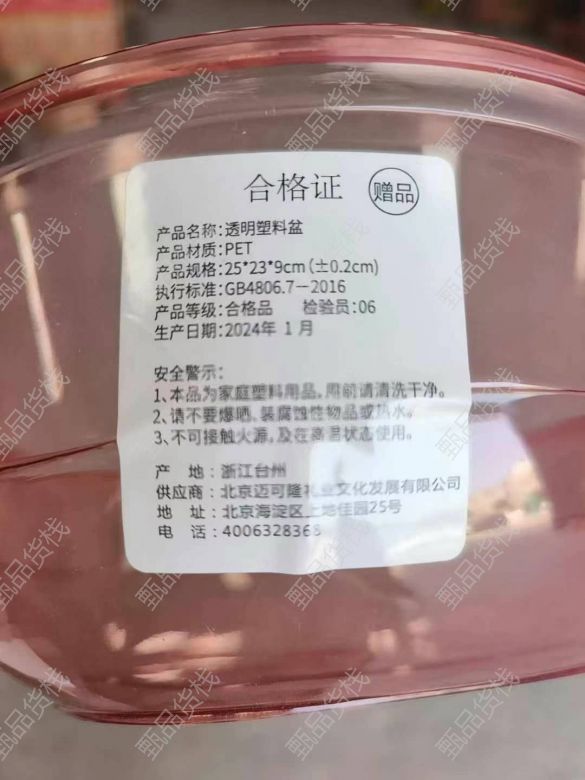 合格证 赠品
产品名称:透明塑料盆
产品材质:PET
产品规格:25*23*9cm(±0.2cm)
执行标准:GB4806.7—2016
产品等级:合格品 检验员:06
生产日期:2024年 1月
安全警示:
1、本品为家庭塑料用品,用前请清洗干净。
2、请不要爆晒、装腐蚀性物品或热水。
3、不可接触火源,及在高温状态使用。
产 地:浙江台州
供应商:北京迈可隆礼业文化发展有限公司
地 址:北京海淀区上地佳园25号
电 话:4006328368
甄品货栈